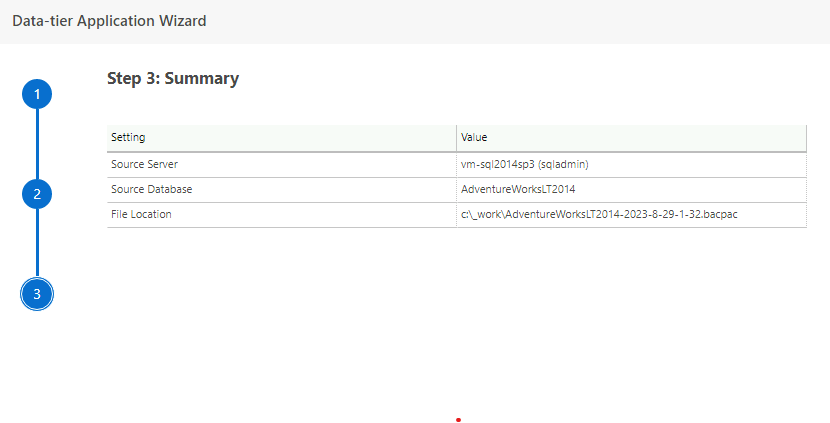 Data-tier Application Wizard
Step 3: Summary
1
Setting Value
Source Server vm-sql2014sp3 (sqladmin)
Source Database AdventureWorksLT2014
2
File Location c:\_work\AdventureWorksLT2014-2023-8-29-1-32.bacpac
3